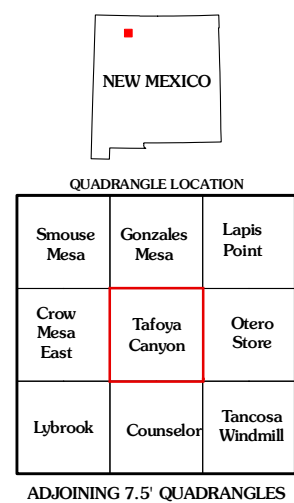 NEW MEXICO
QUADRANGLE LOCATION
Smouse
Mesa
Gonzales
Mesa
Lapis
Point
Crow
Mesa
East
Tafoya
Canyon
Otero
Store
Lybrook
Counselor
Tancosa
Windmill
ADJOINING 7.5' QUADRANGLES